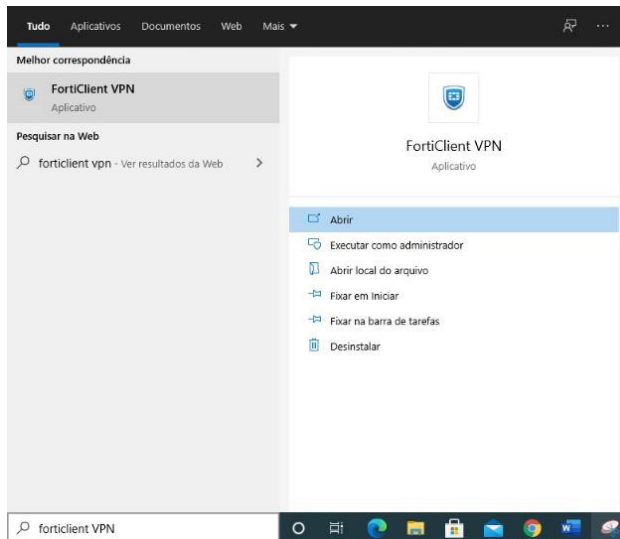 Tudo Aplicativos Documentos Web Mais
Melhor correspondência
FortiClient VPN
Aplicativo
Pesquisar na Web
forticlient vpn - Ver resultados da Web
FortiClient VPN
Aplicativo
Abrir
Executar como administrador
Abrir local do arquivo
Fixar em Iniciar
Fixar na barra de tarefas
Desinstalar
forticlient VPN